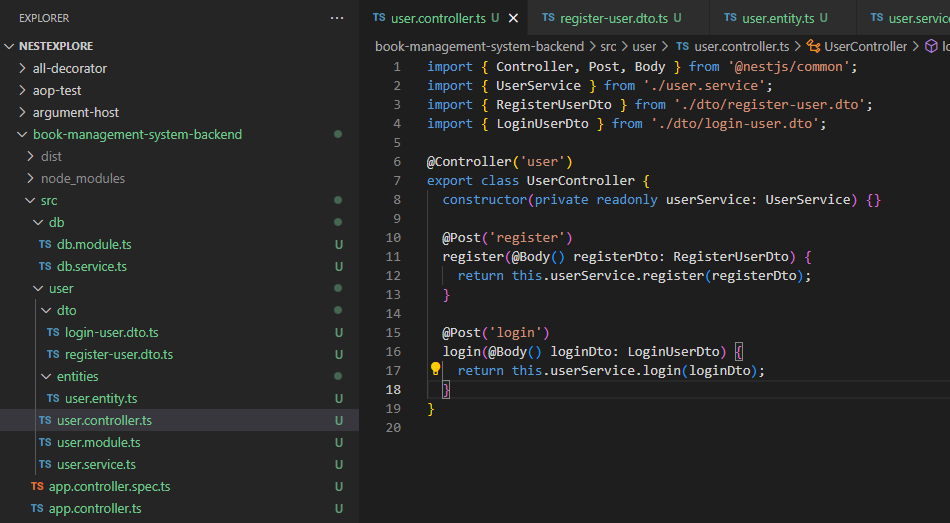 EXPLORER ...
NESTEXPLORE
all-decorator
aop-test
argument-host
book-management-system-backend
dist
node_modules
src
db
TS db.module.ts U
TS db.service.ts U
user
dto
TS login-user.dto.ts U
TS register-user.dto.ts U
entities
TS user.entity.ts U
TS user.controller.ts U
TS user.module.ts U
TS user.service.ts U
TS app.controller.spec.ts U
TS app.controller.ts U
TS user.controller.ts U TS register-user.dto.ts U TS user.entity.ts U TS user.service
book-management-system-backend > src > user > TS user.controller.ts > UserController >
1 import { Controller, Post, Body } from '@nestjs/common';
2 import { UserService } from './user.service';
3 import { RegisterUserDto } from './dto/register-user.dto';
4 import { LoginUserDto } from './dto/login-user.dto';
5
6 @Controller('user')
7 export class UserController {
8 constructor(private readonly userService: UserService) {}
9
10 @Post('register')
11 register(@Body() registerDto: RegisterUserDto) {
12 return this.userService.register(registerDto);
13 }
14
15 @Post('login')
16 login(@Body() loginDto: LoginUserDto) {
17 return this.userService.login(loginDto);
18 }
19 }
20